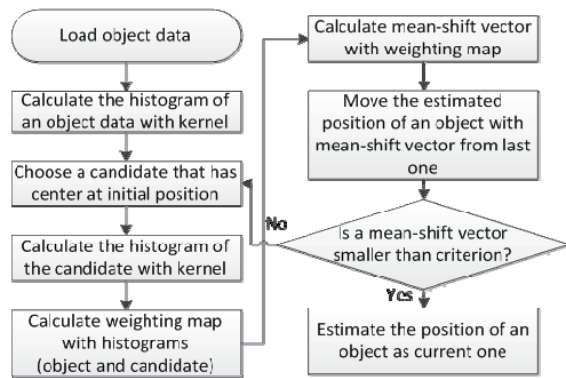 Load object data
Calculate the histogram of
an object data with kernel
Choose a candidate that has
center at initial position
Calculate the histogram of
the candidate with kernel
Calculate weighting map
with histograms
(object and candidate)
Calculate mean-shift vector
with weighting map
Move the estimated
position of an object with
mean-shift vector from last
one
Is a mean-shift vector
smaller than criterion?
No
Yes
Estimate the position of an
object as current one